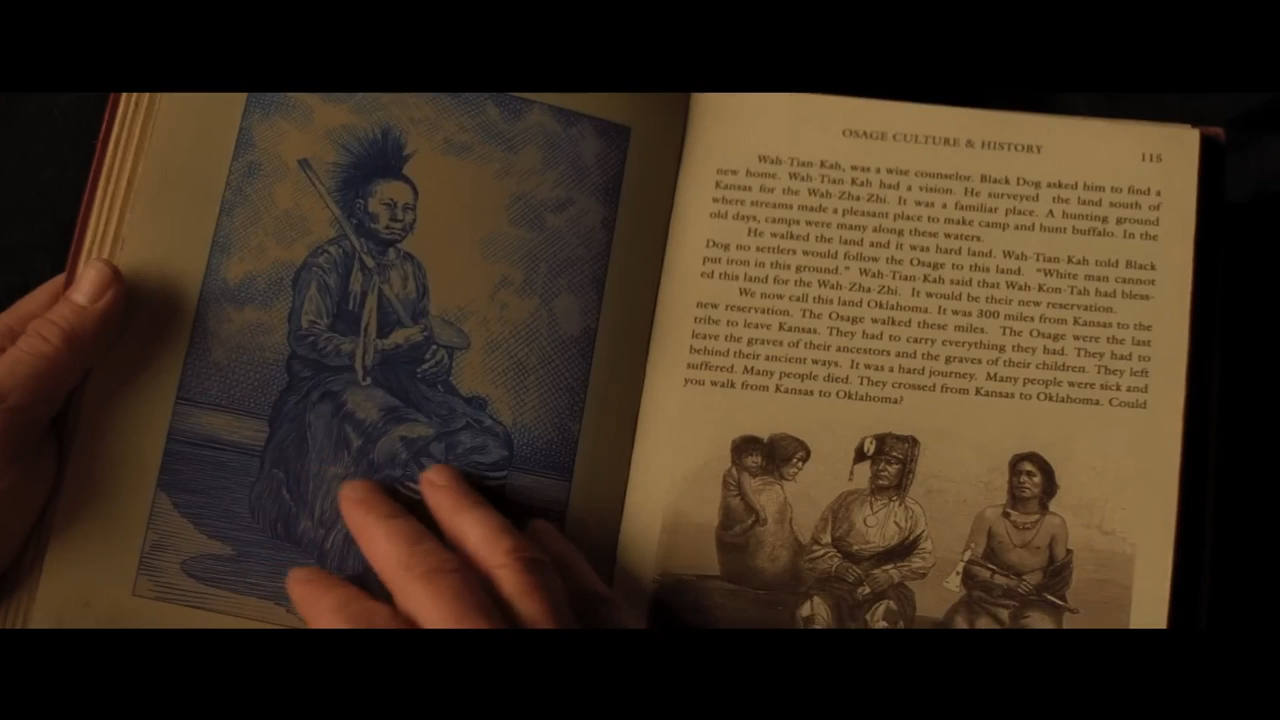 OSAGE CULTURE & HISTORY
115
Wah-Tian-Kah, was a wise counselor. Black Dog asked him to find a
new home. Wah-Tian-Kah had a vision. He surveyed the land south of
Kansas for the Wah-Zha-Zhi. It was a familiar place. A hunting ground
where streams made a pleasant place to make camp and hunt buffalo. In the
old days, camps were many along these waters.
He walked the land and it was hard land. Wah-Tian-Kah told Black
Dog no settlers would follow the Osage to this land. "White man cannot
put iron in this ground." Wah-Tian-Kah said that Wah-Kon-Tah had bless-
ed this land for the Wah-Zha-Zhi. It would be their new reservation.
We now call this land Oklahoma. It was 300 miles from Kansas to the
new reservation. The Osage walked these miles. The Osage were the last
tribe to leave Kansas. They had to carry everything they had. They had to
leave the graves of their ancestors and the graves of their children. They left
behind their ancient ways. It was a hard journey. Many people were sick and
suffered. Many people died. They crossed from Kansas to Oklahoma. Could
you walk from Kansas to Oklahoma?